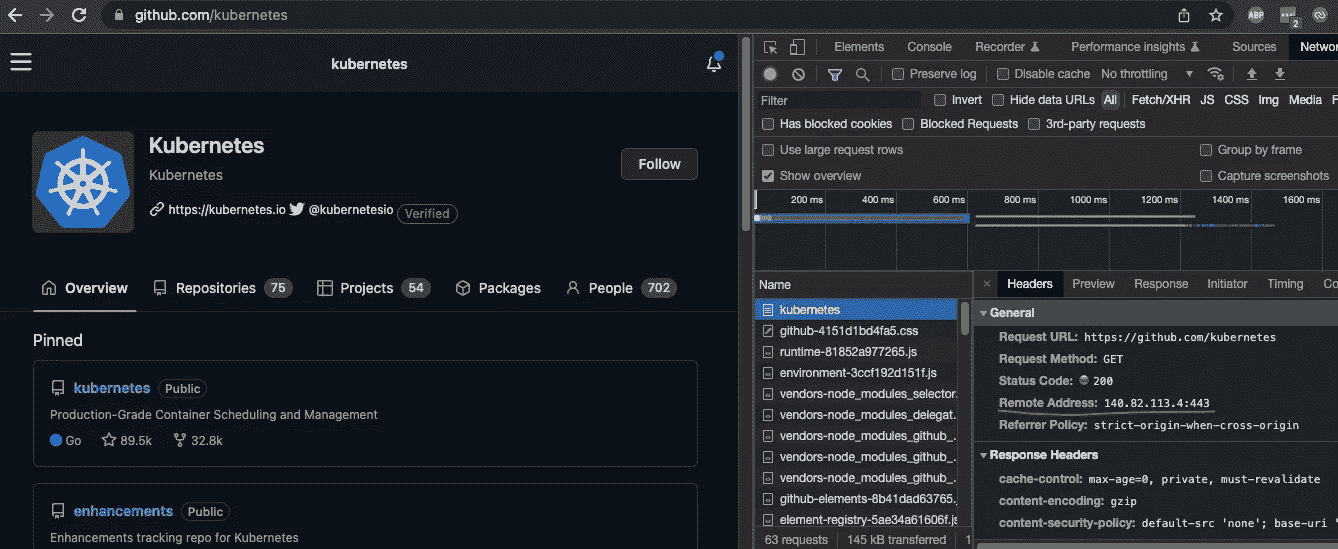 github.com/kubernetes
ABP
2
kubernetes
Kubernetes
Kubernetes
Follow
https://kubernetes.io @kubernetesio Verified
Overview Repositories 75 Projects 54 Packages People 702
Pinned
kubernetes Public
Production-Grade Container Scheduling and Management
Go 89.5k 32.8k
enhancements Public
Enhancements tracking repo for Kubernetes
Elements Console Recorder Performance insights Sources Netwo
Preserve log Disable cache No throttling
Filter Invert Hide data URLs All Fetch/XHR JS CSS Img Media F
Has blocked cookies Blocked Requests 3rd-party requests
Use large request rows Group by frame
Show overview Capture screenshots
200 ms 400 ms 600 ms 800 ms 1000 ms 1200 ms 1400 ms 1600 ms
Name × Headers Preview Response Initiator Timing Co
kubernetes
github-4151d1bd4fa5.css
runtime-81852a977265.js
environment-3ccf192d151f.js
vendors-node_modules_selector.
vendors-node_modules_delegat.
vendors-node_modules_github_.
vendors-node_modules_github_.
vendors-node_modules_github_.
github-elements-8b41dad63765.
element-registry-5ae34a61606f.js
63 requests 145 kB transferred 1
General
Request URL: https://github.com/kubernetes
Request Method: GET
Status Code: 200
Remote Address: 140.82.113.4:443
Referrer Policy: strict-origin-when-cross-origin
Response Headers
cache-control: max-age=0, private, must-revalidate
content-encoding: gzip
content-security-policy: default-src 'none'; base-uri '